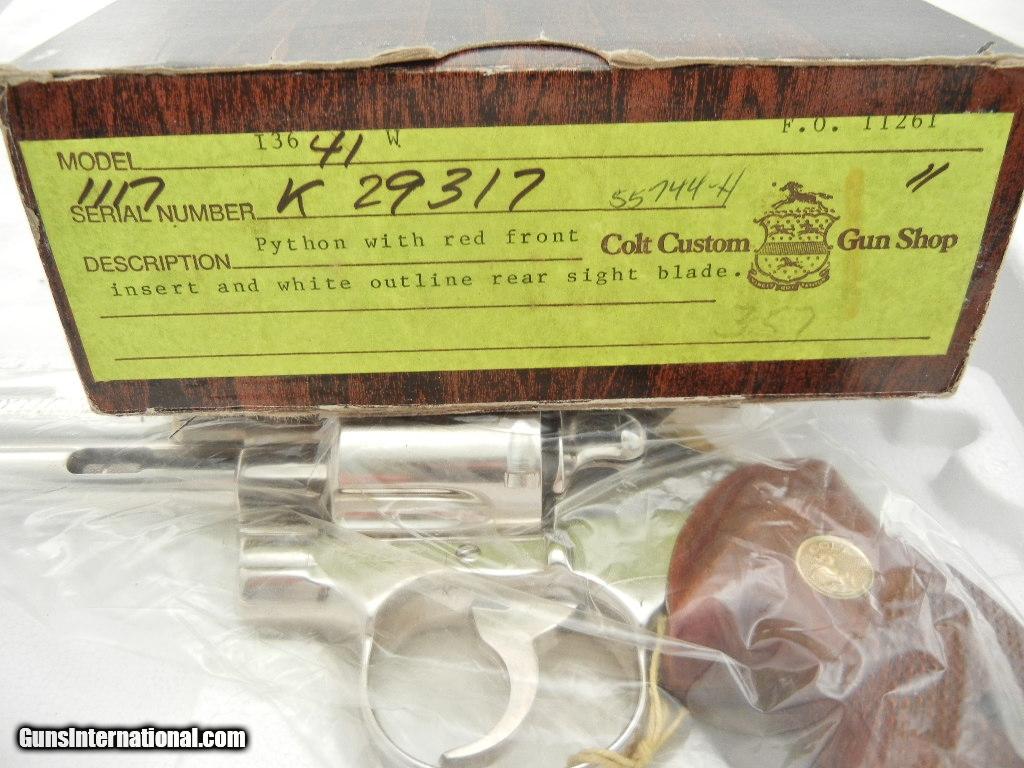 I36 41 W F.O. 11261
MODEL
1117 K 29317 55744-H "
SERIAL NUMBER
Python with red front
DESCRIPTION
Colt Custom Gun Shop
insert and white outline rear sight blade.
357
GunsInternational.com